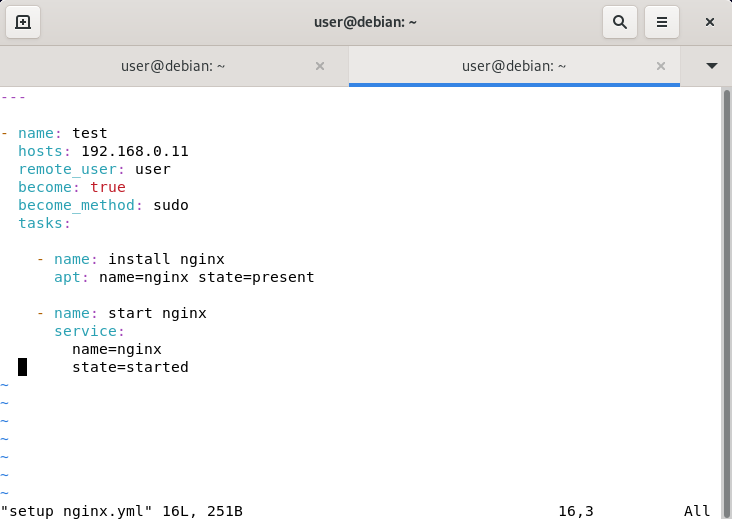 user@debian: ~
user@debian: ~
user@debian: ~
---
- name: test
  hosts: 192.168.0.11
  remote_user: user
  become: true
  become_method: sudo
  tasks:
    - name: install nginx
      apt: name=nginx state=present
    - name: start nginx
      service:
        name=nginx
        state=started
~
~
~
~
~
~
~
"setup nginx.yml" 16L, 251B 16,3 All